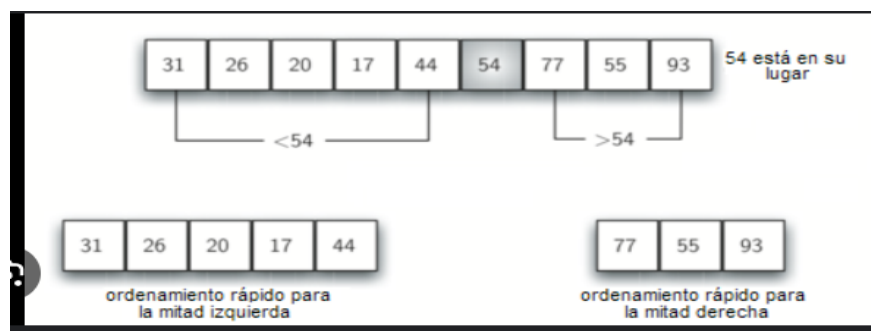 31 26 20 17 44 54 77 55 93
54 está en su
lugar
<54
>54
31 26 20 17 44
77 55 93
ordenamiento rápido para
la mitad izquierda
ordenamiento rápido para
la mitad derecha